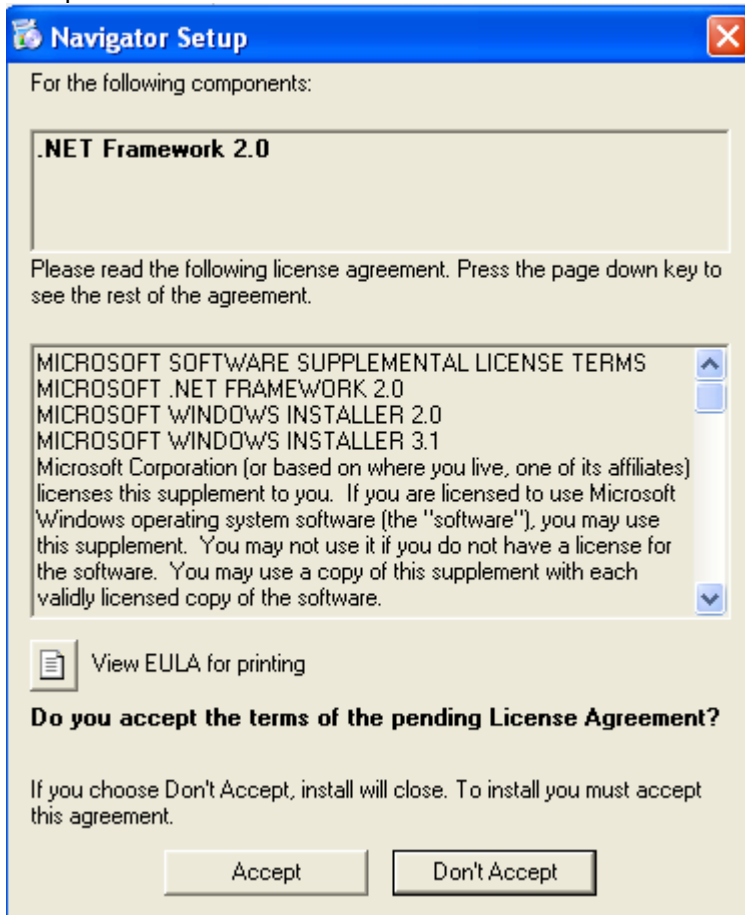 Navigator Setup
For the following components:
.NET Framework 2.0
Please read the following license agreement. Press the page down key to
see the rest of the agreement.
MICROSOFT SOFTWARE SUPPLEMENTAL LICENSE TERMS
MICROSOFT .NET FRAMEWORK 2.0
MICROSOFT WINDOWS INSTALLER 2.0
MICROSOFT WINDOWS INSTALLER 3.1
Microsoft Corporation (or based on where you live, one of its affiliates)
licenses this supplement to you.  If you are licensed to use Microsoft
Windows operating system software (the "software"), you may use
this supplement.  You may not use it if you do not have a license for
the software.  You may use a copy of this supplement with each
validly licensed copy of the software.
View EULA for printing
Do you accept the terms of the pending License Agreement?
If you choose Don't Accept, install will close. To install you must accept
this agreement.
Accept Don't Accept